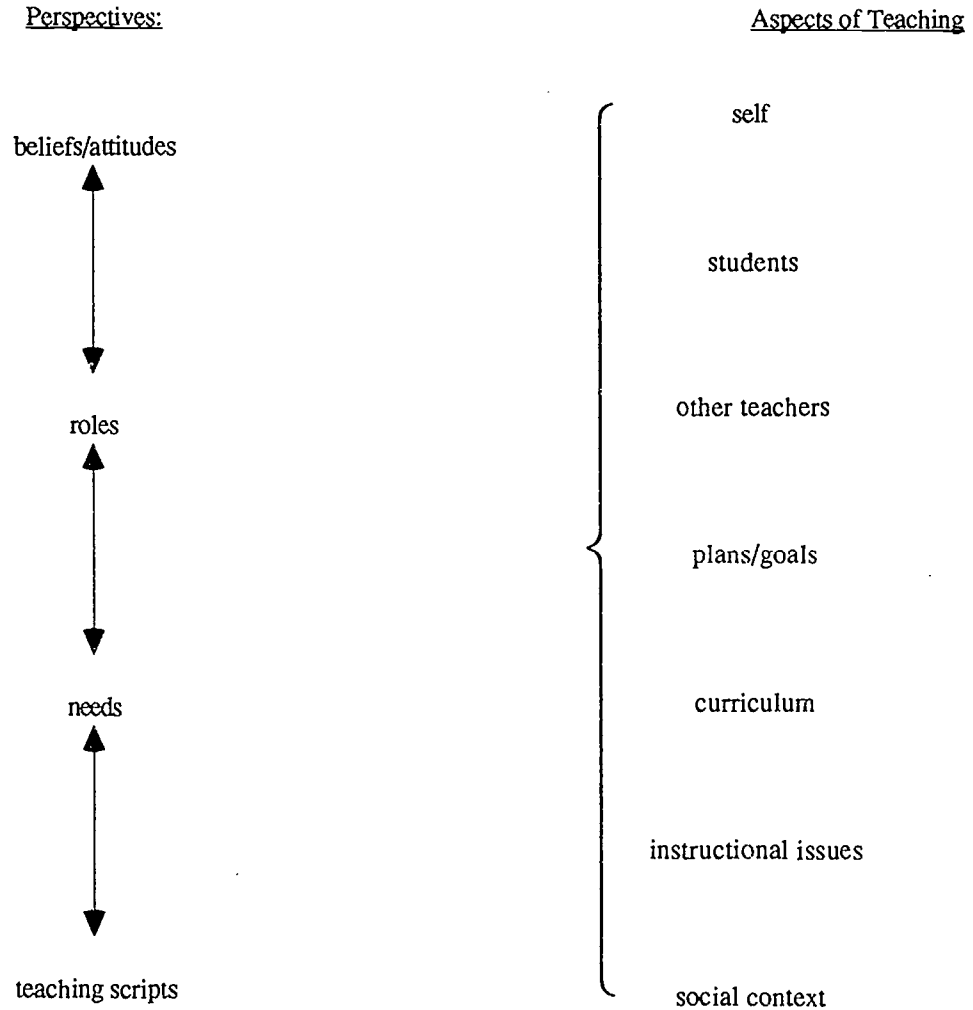 Perspectives:
Aspects of Teaching
beliefs/attitudes
roles
needs
teaching scripts
self
students
other teachers
plans/goals
curriculum
instructional issues
social context